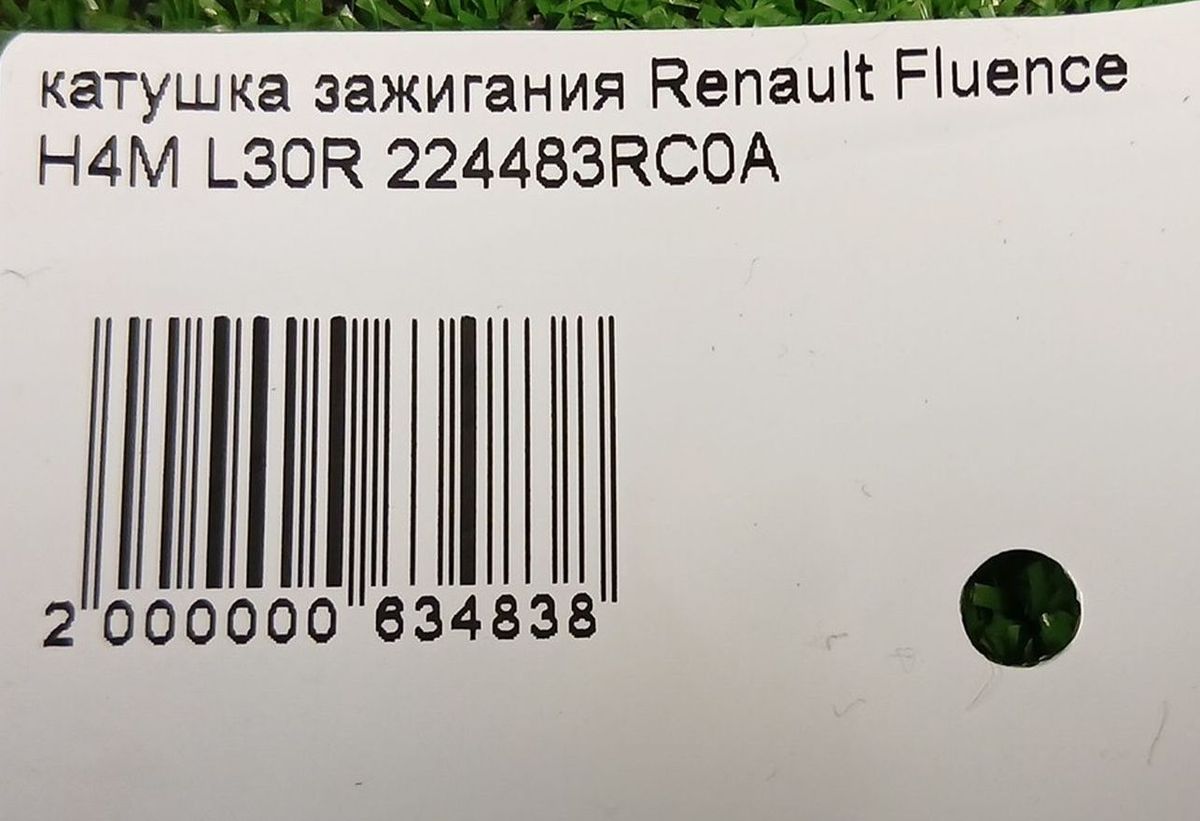 катушка зажигания Renault Fluence
H4M L30R 224483RC0A
2 000000 634838